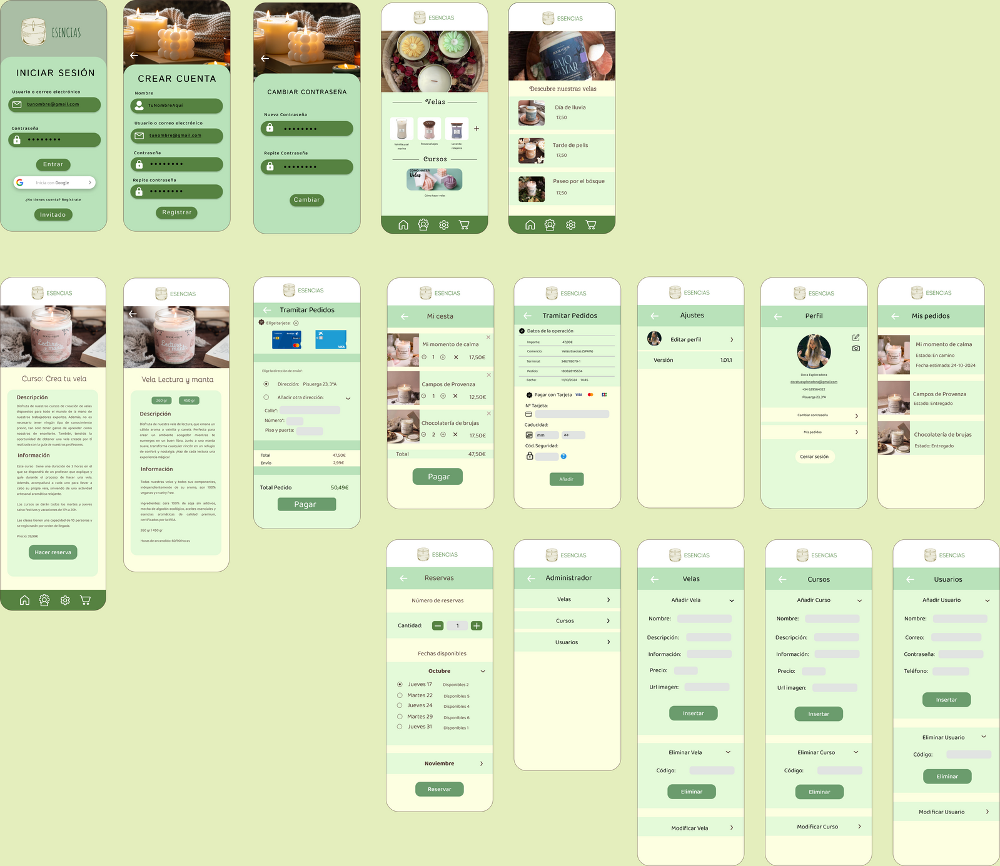 ESENCIAS
INICIAR SESIÓN
Usuario o correo electrónico
tunombre@gmail.com
Contraseña
Entrar
Inicia con Google
¿No tienes cuenta? Regístrate
Invitado
CREAR CUENTA
Nombre
TuNombreAquí
Usuario o correo electrónico
tunombre@gmail.com
Contraseña
Repite contraseña
Registrar
CAMBIAR CONTRASEÑA
Nueva Contraseña
Repite Contraseña
Cambiar
ESENCIAS
Velas
Vainilla y sal marina
Rosas salvajes
Lavanda relajante
Cursos
CÓMO HACER
Velas
Cómo hacer velas
ESENCIAS
BOOK and GLOW
BAJO EL MAR
Descubre nuestras velas
Día de lluvia
17,50
Tarde de pelis
17,50
Paseo por el bósque
17,50
ESENCIAS
Lectura y manta
Curso: Crea tu vela
Descripción
Disfruta de nuestros cursos de creación de velas
dispuestos para todo el mundo de la mano de
nuestros trabajadores expertos. Además, no es
necesario tener ningún tipo de conocimiento
previo, tan solo tener ganas de aprender como
nosotros de enseñarte. También, tendrás la
oportunidad de obtener una vela creada por ti
realizada con la guía de nuestros profesores.
Información
Este curso tiene una duración de 3 horas en el
que se dispondrá de un profesor que explique y
guíe durante el proceso de hacer una vela.
Además, acompañará a cada uno para llevar a
cabo su propia vela, sirviendo de una actividad
artesanal aromática relajante.
Los cursos se darán todos los martes y jueves
salvo festivos y vacaciones de 17h a 20h.
Las clases tienen una capacidad de 10 personas y
se registrarán por orden de llegada.
Precio: 39,99€
Hacer reserva
ESENCIAS
Lectura y manta
Vela Lectura y manta
260 gr
450 gr
Descripción
Disfruta de nuestra vela de lectura, que emana un
cálido aroma a vainilla y canela. Perfecta para
crear un ambiente acogedor mientras te
sumerges en un buen libro. Junto a una manta
suave, transforma cualquier rincón en un refugio
de confort y nostalgia. ¡Haz de cada lectura una
experiencia mágica!
Información
Todas nuestras velas y todos sus componentes,
independientemente de su aroma, son 100%
veganas y cruelty free.
Ingredientes: cera 100% de soja sin aditivos,
mecha de algodón ecológico, aceites esenciales y
esencias aromáticas de calidad premium,
certificados por la IFRA.
260 gr / 450 gr
Horas de encendido: 60/90 horas
ESENCIAS
Tramitar Pedidos
Elige tarjeta:
VISA
Elige la dirección de envío*:
Dirección: Pisuerga 23, 3ºA
Añadir otra dirección:
Calle*:
Número*:
Piso y puerta:
Total 47,50€
Envío 2,99€
Total Pedido 50,49€
Pagar
ESENCIAS
Mi cesta
Mi momento de calma
1 17,50€
Campos de Provenza
1 12,50€
Chocolatería de brujas
2 17,50€
Total 47,50€
Pagar
ESENCIAS
Tramitar Pedidos
Datos de la operación
Importe: 47,00€
Comercio: Velas Esecias (SPAIN)
Terminal: 346778079-1
Pedido: 180828115634
Fecha: 11/10/2024 14:45
Pagar con Tarjeta VISA
Nº Tarjeta:
Caducidad:
mm aa
Cód. Seguridad:
?
Añadir
ESENCIAS
Ajustes
Editar perfil
Versión 1.01.1
ESENCIAS
Perfil
Dora Exploradora
doratuexploradora@gmail.com
+34 629564322
Pisuerga 23, 3ºA
Cambiar contraseña
Mis pedidos
Cerrar sesión
ESENCIAS
Mis pedidos
Mi momento de calma
Estado: En camino
Fecha estimada: 24-10-2024
Campos de Provenza
Estado: Entregado
Chocolatería de brujas
Estado: Entregado
ESENCIAS
Reservas
Número de reservas
Cantidad: 1
Fechas disponibles
Octubre
Jueves 17 Disponibles 2
Martes 22 Disponibles 5
Jueves 24 Disponibles 4
Martes 29 Disponibles 6
Jueves 31 Disponibles 1
Noviembre
Reservar
ESENCIAS
Administrador
Velas
Cursos
Usuarios
ESENCIAS
Velas
Añadir Vela
Nombre:
Descripción:
Información:
Precio:
Url imagen:
Insertar
Eliminar Vela
Código:
Eliminar
Modificar Vela
ESENCIAS
Cursos
Añadir Curso
Nombre:
Descripción:
Información:
Precio:
Url imagen:
Insertar
Eliminar Curso
Código:
Eliminar
Modificar Curso
ESENCIAS
Usuarios
Añadir Usuario
Nombre:
Correo:
Contraseña:
Teléfono:
Insertar
Eliminar Usuario
Código:
Eliminar
Modificar Usuario